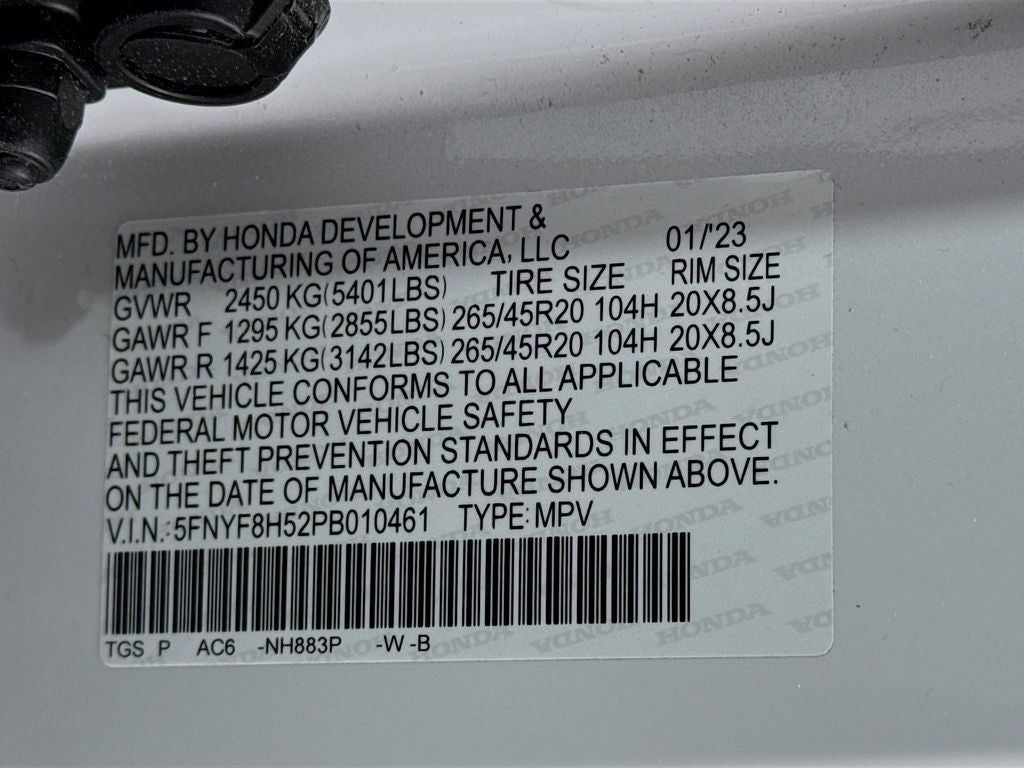 MFD. BY HONDA DEVELOPMENT &
MANUFACTURING OF AMERICA, LLC 01/'23
GVWR 2450 KG(5401LBS) TIRE SIZE RIM SIZE
GAWR F 1295 KG(2855LBS) 265/45R20 104H 20X8.5J
GAWR R 1425 KG(3142LBS) 265/45R20 104H 20X8.5J
THIS VEHICLE CONFORMS TO ALL APPLICABLE
FEDERAL MOTOR VEHICLE SAFETY
AND THEFT PREVENTION STANDARDS IN EFFECT
ON THE DATE OF MANUFACTURE SHOWN ABOVE.
V.I.N.:5FNYF8H52PB010461 TYPE:MPV
TGS P AC6 -NH883P -W -B